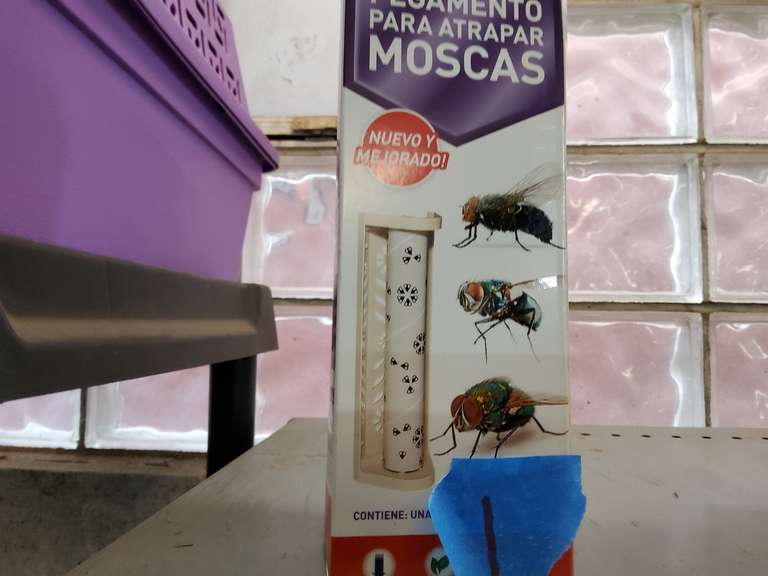 PEGAMENTO
PARA ATRAPAR
MOSCAS
NUEVO Y
MEJORADO!
CONTIENE: UNA